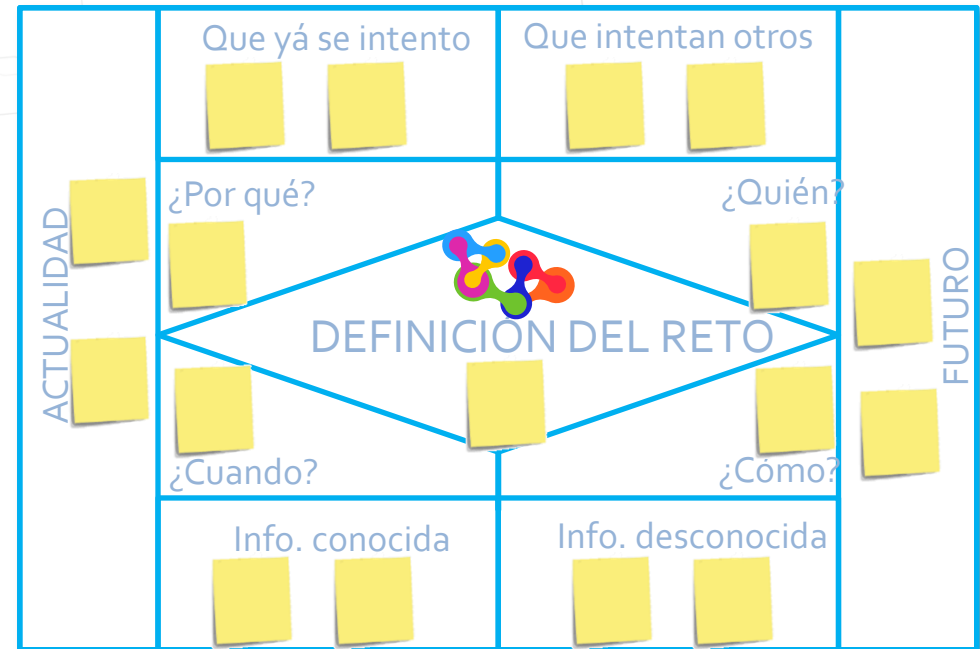 Que yá se intento
Que intentan otros
ACTUALIDAD
¿Por qué?
¿Quién?
DEFINICIÓN DEL RETO
FUTURO
¿Cuando?
¿Cómo?
Info. conocida
Info. desconocida